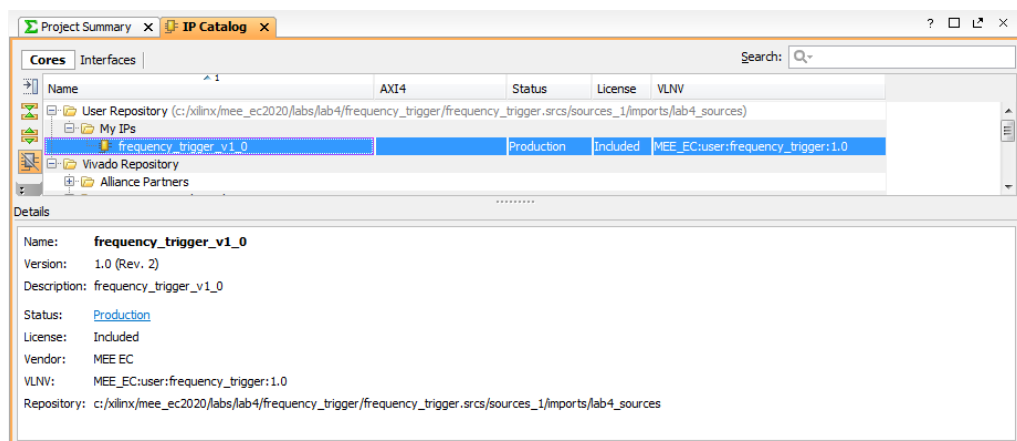 Project Summary IP Catalog
Cores Interfaces Search:
Name 1 AXI4 Status License VLNV
User Repository (c:/xilinx/mee_ec2020/labs/lab4/frequency_trigger/frequency_trigger.srcs/sources_1/imports/lab4_sources)
My IPs
frequency_trigger_v1_0 Production Included MEE_EC:user:frequency_trigger:1.0
Vivado Repository
Alliance Partners
Details
Name: frequency_trigger_v1_0
Version: 1.0 (Rev. 2)
Description: frequency_trigger_v1_0
Status: Production
License: Included
Vendor: MEE EC
VLNV: MEE_EC:user:frequency_trigger:1.0
Repository: c:/xilinx/mee_ec2020/labs/lab4/frequency_trigger/frequency_trigger.srcs/sources_1/imports/lab4_sources